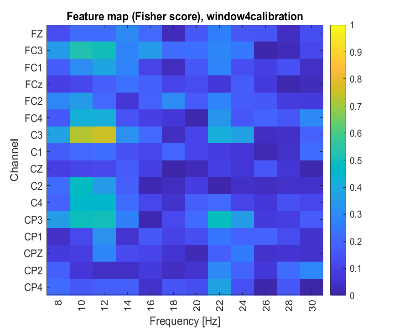 Feature map (Fisher score), window4calibration
Channel
FZ
FC3
FC1
FCz
FC2
FC4
C3
C1
CZ
C2
C4
CP3
CP1
CPZ
CP2
CP4
8 10 12 14 16 18 20 22 24 26 28 30
Frequency [Hz]
1
0.9
0.8
0.7
0.6
0.5
0.4
0.3
0.2
0.1
0